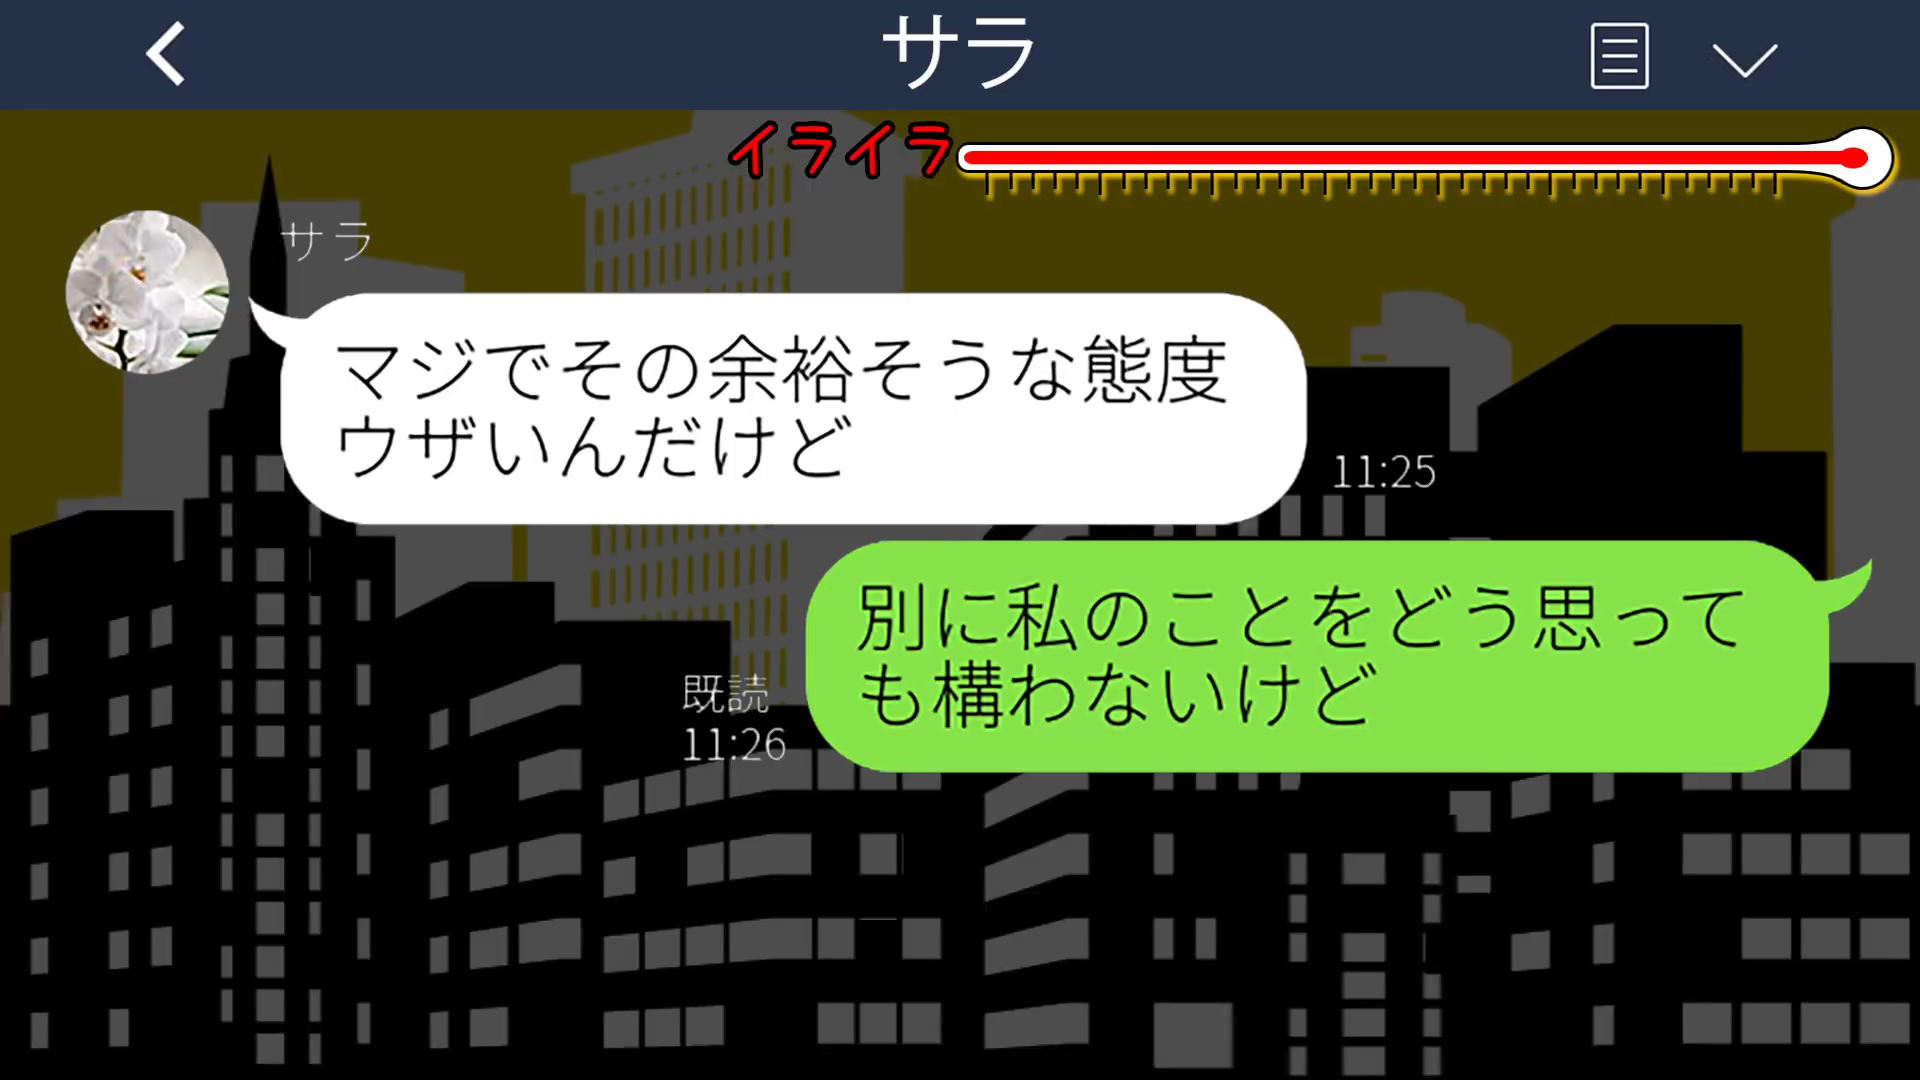 サラ
イライラ
サラ
マジでその余裕そうな態度
ウザいんだけど
11:25
別に私のことをどう思って
も構わないけど
既読
11:26